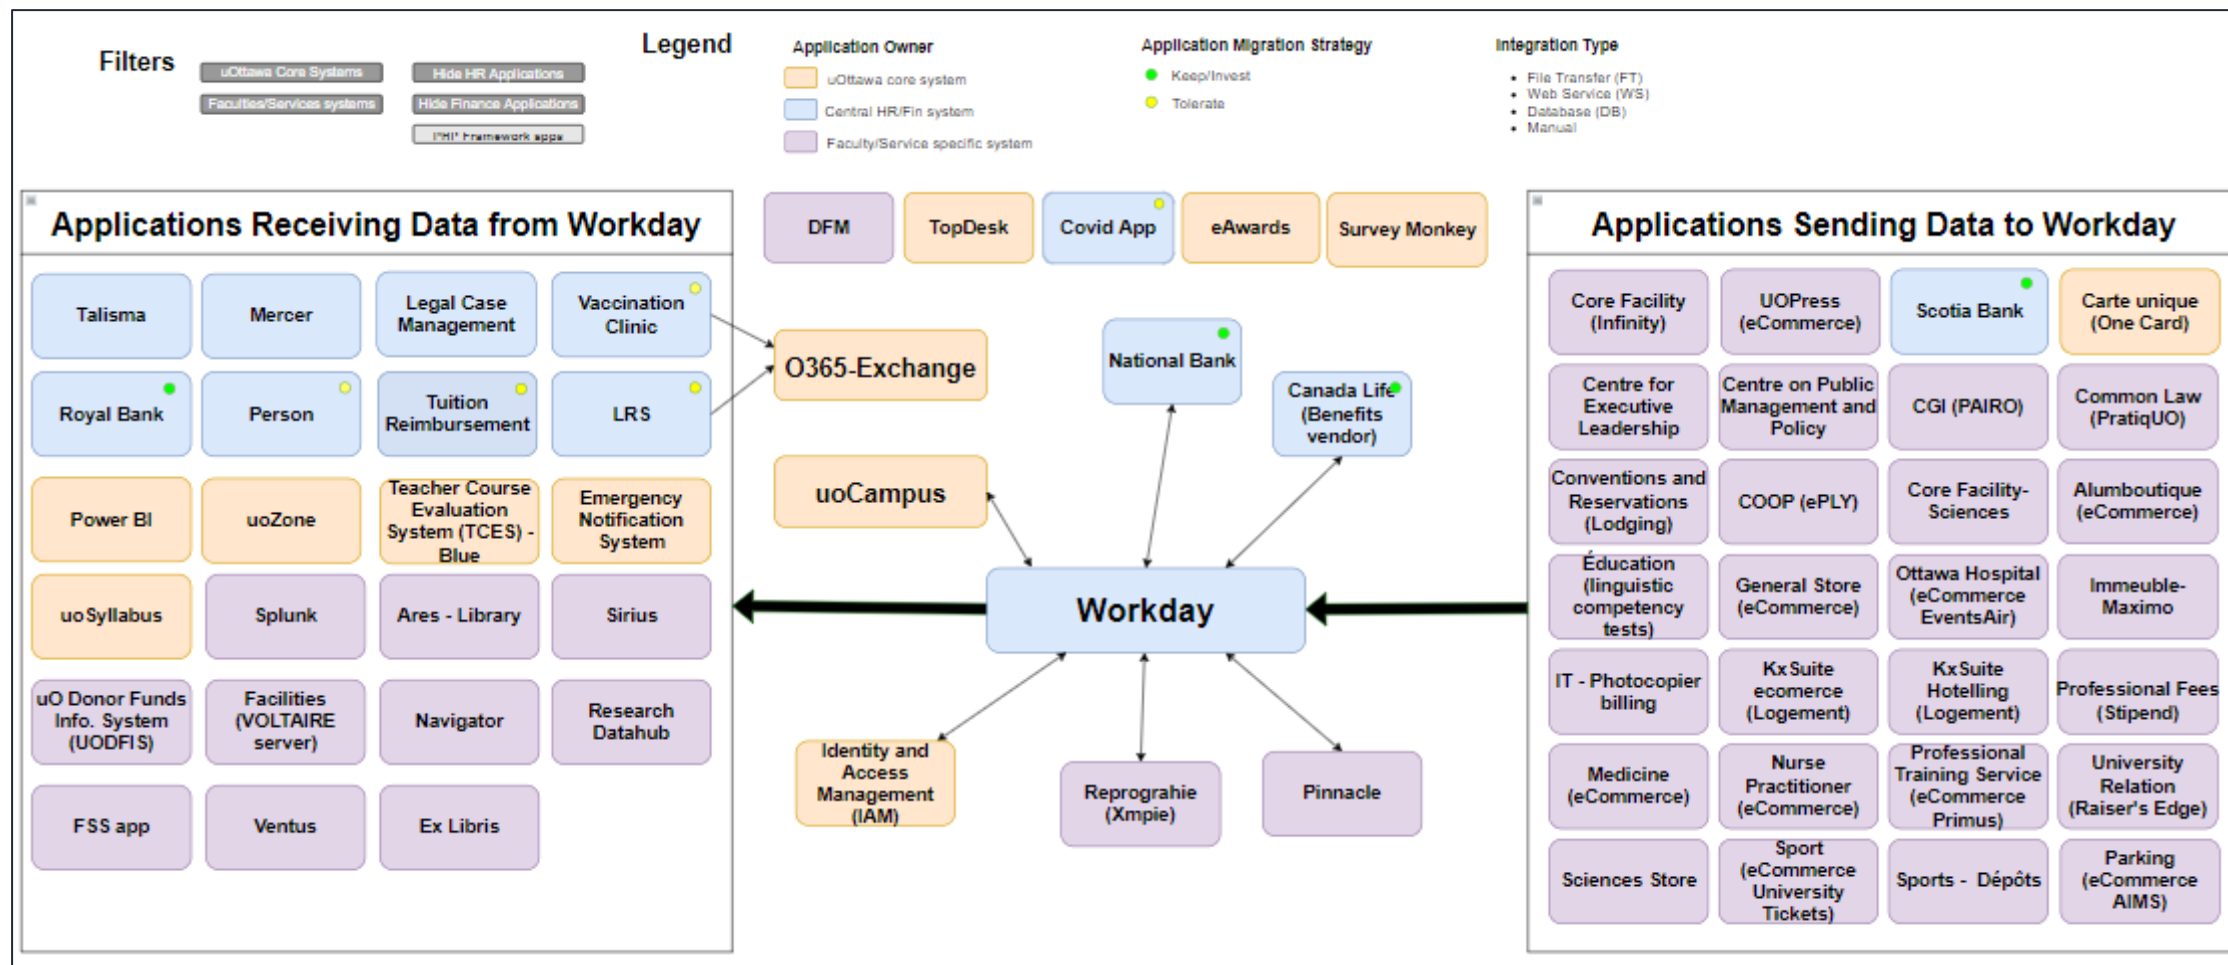 Filters
uOttawa Core Systems
Faculties/Services systems
Hide HR Applications
Hide Finance Applications
Framework apps
Legend
Application Owner
uOttawa core system
Central HR/Fin system
Faculty/Service specific system
Application Migration Strategy
Keep/Invest
Tolerate
Integration Type
• File Transfer (FT)
• Web Service (WS)
• Database (DB)
• Manual
Applications Receiving Data from Workday
Talisma
Mercer
Legal Case
Management
Vaccination
Clinic
Royal Bank
Person
Tuition
Reimbursement
LRS
Power BI
uoZone
Teacher Course
Evaluation
System (TCES) -
Blue
Emergency
Notification
System
uoSyllabus
Splunk
Ares - Library
Sirius
uO Donor Funds
Info. System
(UODFIS)
Facilities
(VOLTAIRE
server)
Navigator
Research
Datahub
FSS app
Ventus
Ex Libris
DFM
TopDesk
Covid App
eAwards
Survey Monkey
O365-Exchange
National Bank
Canada Life
(Benefits
vendor)
uoCampus
Workday
Identity and
Access
Management
(IAM)
Reprograhie
(Xmpie)
Pinnacle
Applications Sending Data to Workday
Core Facility
(Infinity)
UOPress
(eCommerce)
Scotia Bank
Carte unique
(One Card)
Centre for
Executive
Leadership
Centre on Public
Management and
Policy
CGI (PAIRO)
Common Law
(PratiqUO)
Conventions and
Reservations
(Lodging)
COOP (ePLY)
Core Facility-
Sciences
Alumboutique
(eCommerce)
Éducation
(linguistic
competency
tests)
General Store
(eCommerce)
Ottawa Hospital
(eCommerce
EventsAir)
Immeuble-
Maximo
IT - Photocopier
billing
KxSuite
ecomerce
(Logement)
KxSuite
Hotelling
(Logement)
Professional Fees
(Stipend)
Medicine
(eCommerce)
Nurse
Practitioner
(eCommerce)
Professional
Training Service
(eCommerce
Primus)
University
Relation
(Raiser's Edge)
Sciences Store
Sport
(eCommerce
University
Tickets)
Sports - Dépôts
Parking
(eCommerce
AIMS)